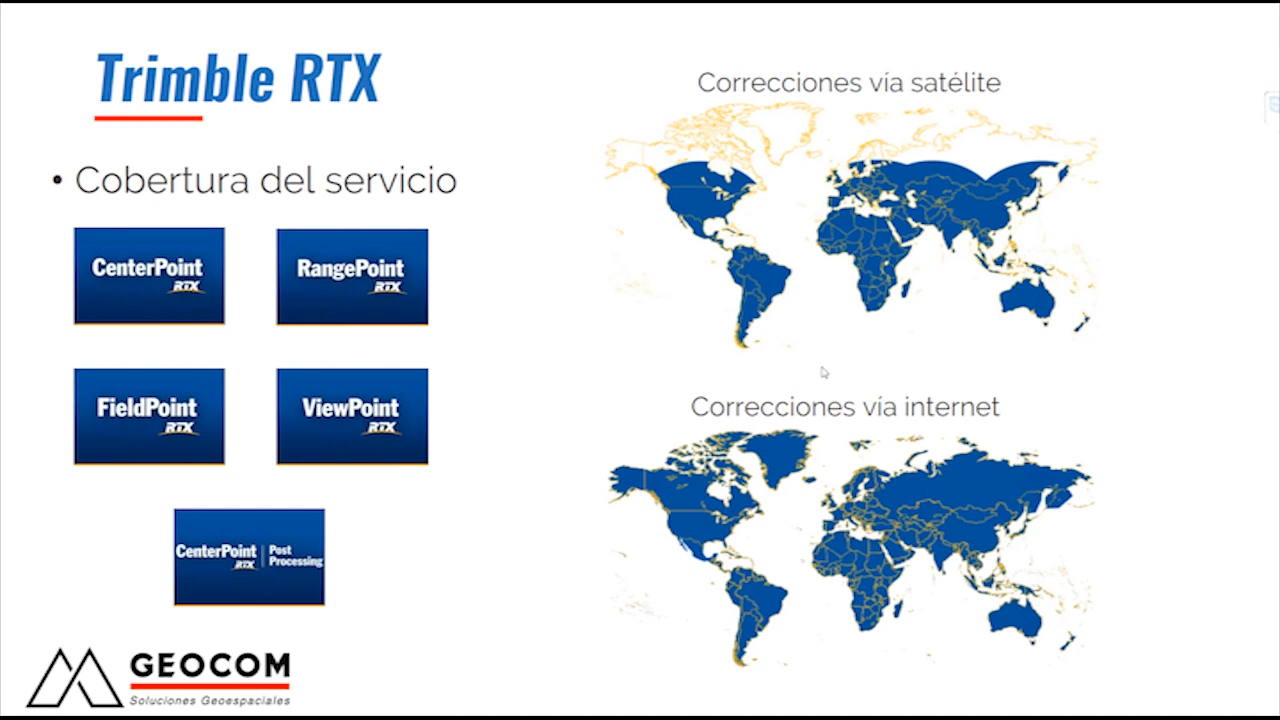 Trimble RTX
• Cobertura del servicio
CenterPoint
RTX
RangePoint
RTX
FieldPoint
RTX
ViewPoint
RTX
CenterPoint
RTX
Post
Processing
GEOCOM
Soluciones Geoespaciales
Correcciones vía satélite
Correcciones vía internet